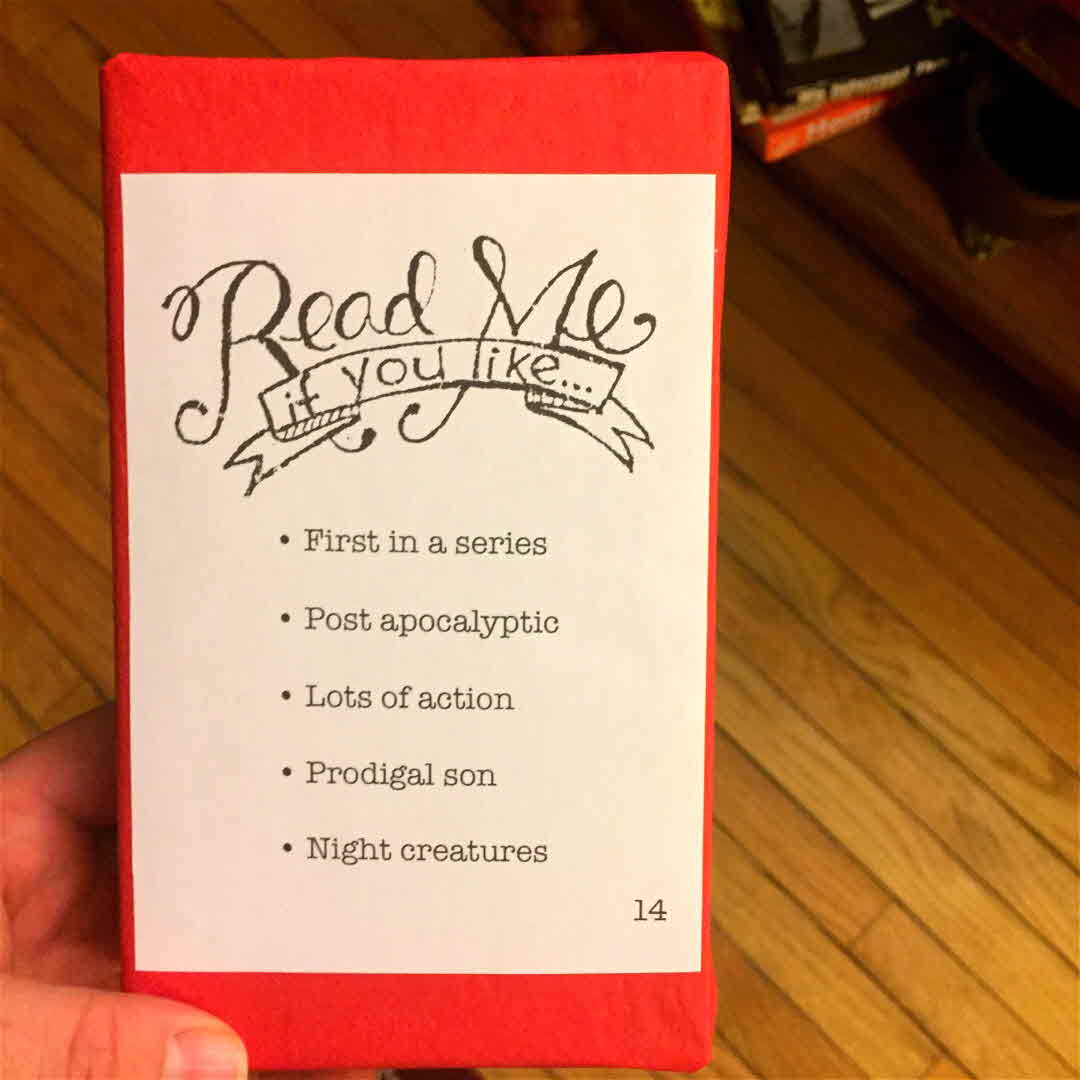 Read Me
if you like...
• First in a series
• Post apocalyptic
• Lots of action
• Prodigal son
• Night creatures
14